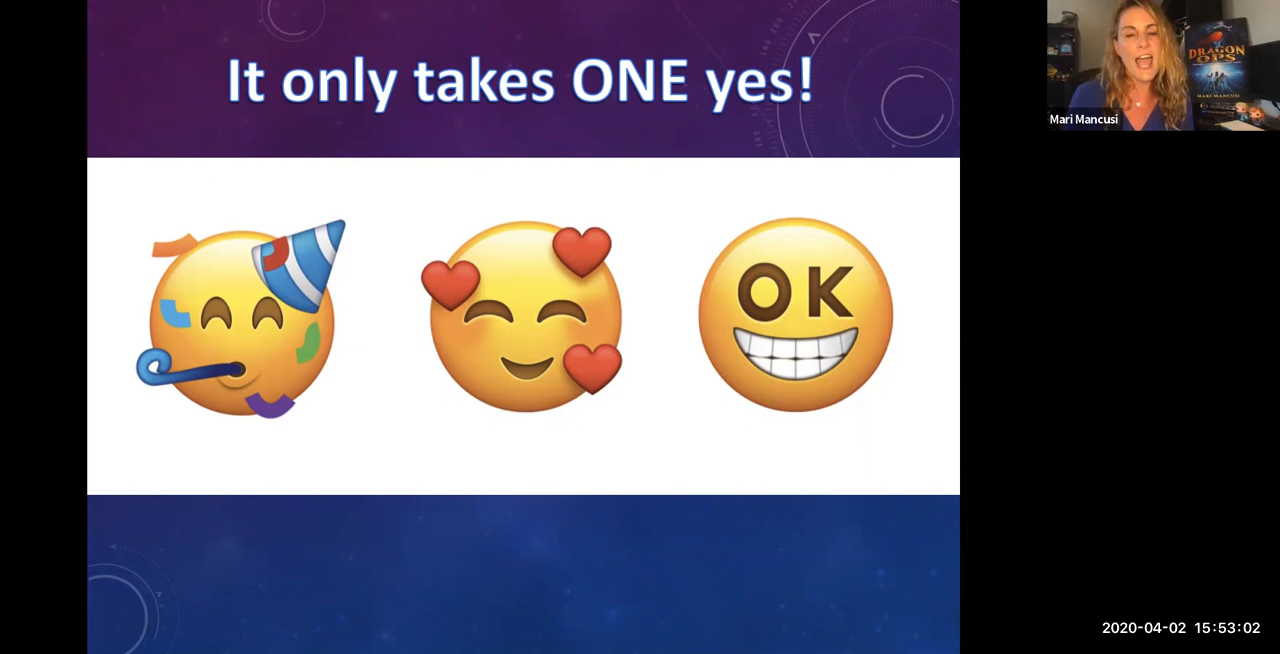 It only takes ONE yes!
OK
DRAGON
OPS
MARI MANCUSI
Mari Mancusi
2020-04-02 15:53:02